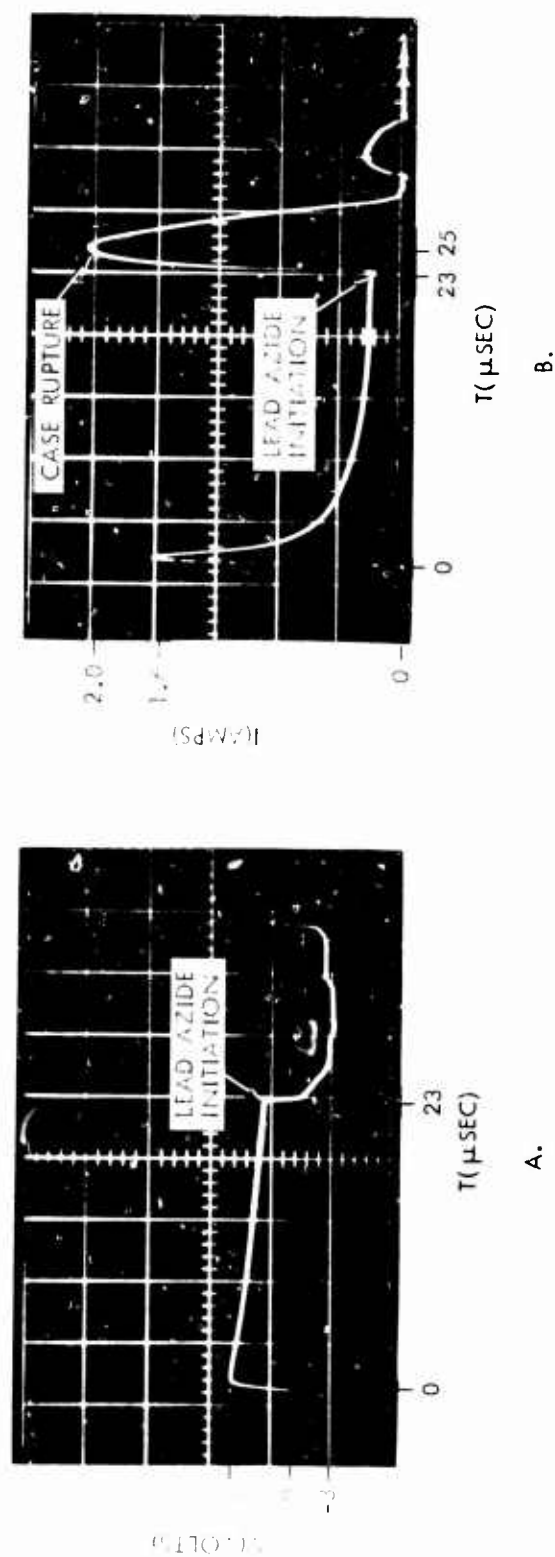 LEAD AZIDE
INITIATION
-3
0
23
T(μSEC)
A.
I(AMPS)
2.0
0
CASE RUPTURE
LEAD AZIDE
INITIATION
0
23
25
T(μSEC)
B.